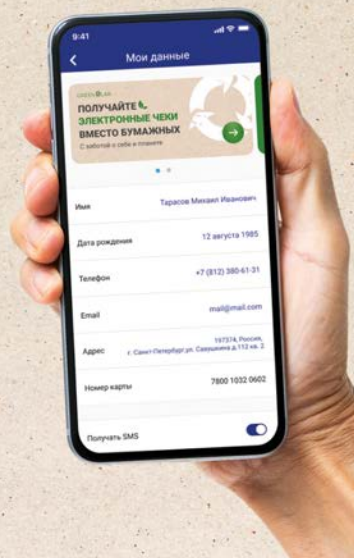 9:41
Мои данные
GREEN LAB
ПОЛУЧАЙТЕ
ЭЛЕКТРОННЫЕ ЧЕКИ
ВМЕСТО БУМАЖНЫХ
С заботой о себе и планете
Имя Тарасов Михаил Иванович
Дата рождения 12 августа 1985
Телефон +7 (812) 380-61-31
Email mail@mail.com
197374, Россия,
Адрес г. Санкт-Петербург,ул. Савушкина д.112 кв. 2
Номер карты 7800 1032 0602
Получать SMS